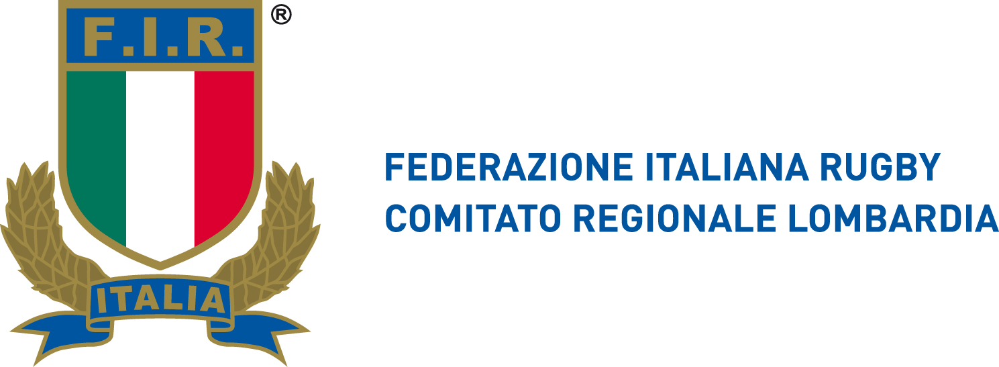 F.I.R.
®
FEDERAZIONE ITALIANA RUGBY
COMITATO REGIONALE LOMBARDIA
ITALIA